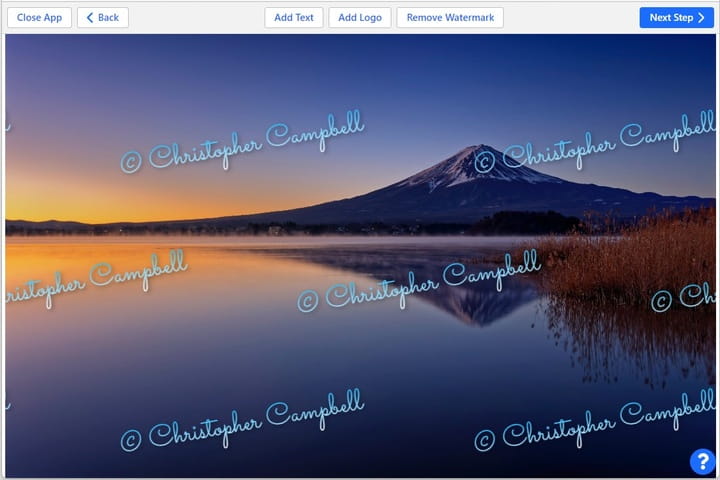 Close App
Back
Add Text
Add Logo
Remove Watermark
Next Step
© Christopher Campbell
© Christopher Campbell
Christopher Campbell
© Christopher Campbell
© Ch
© Christopher Campbell
© Christopher Campbell
?